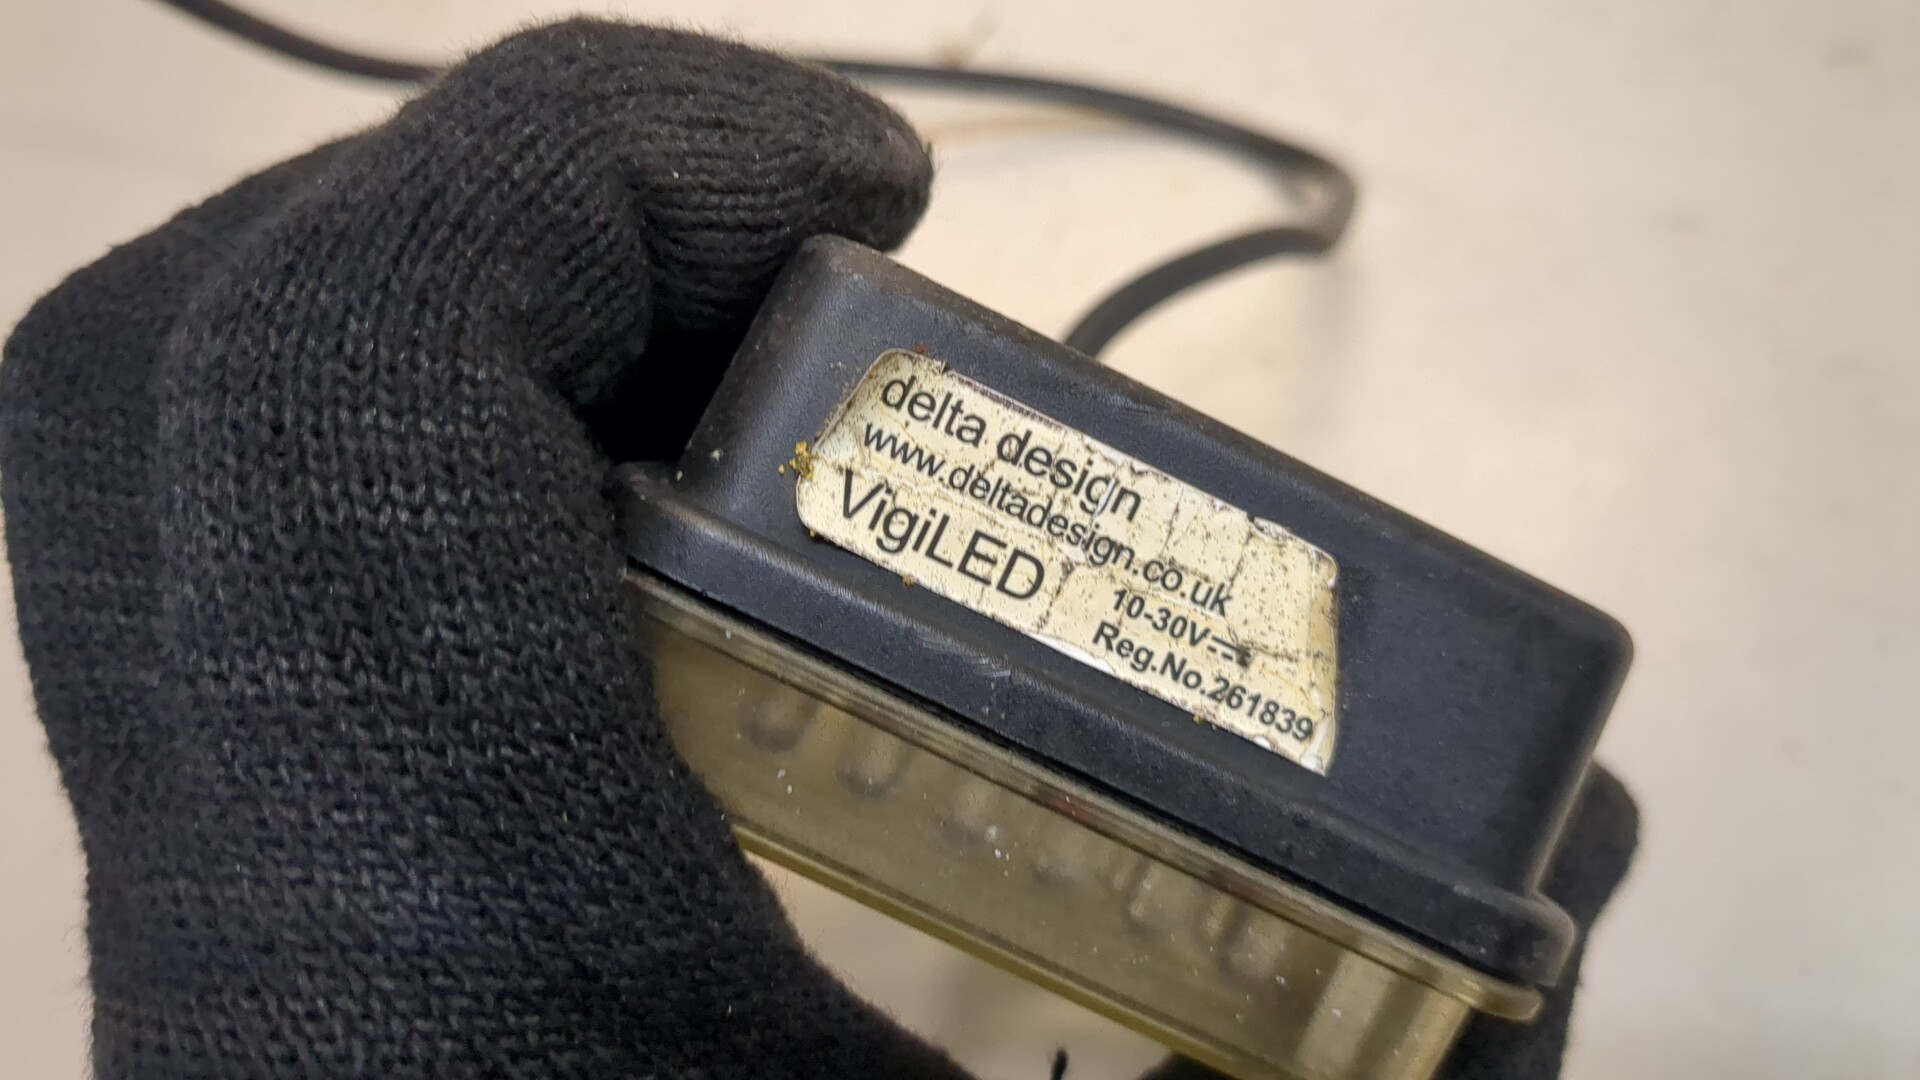 delta design
www.deltadesign.co.uk
VigiLED
10-30V⎓
Reg.No.261839